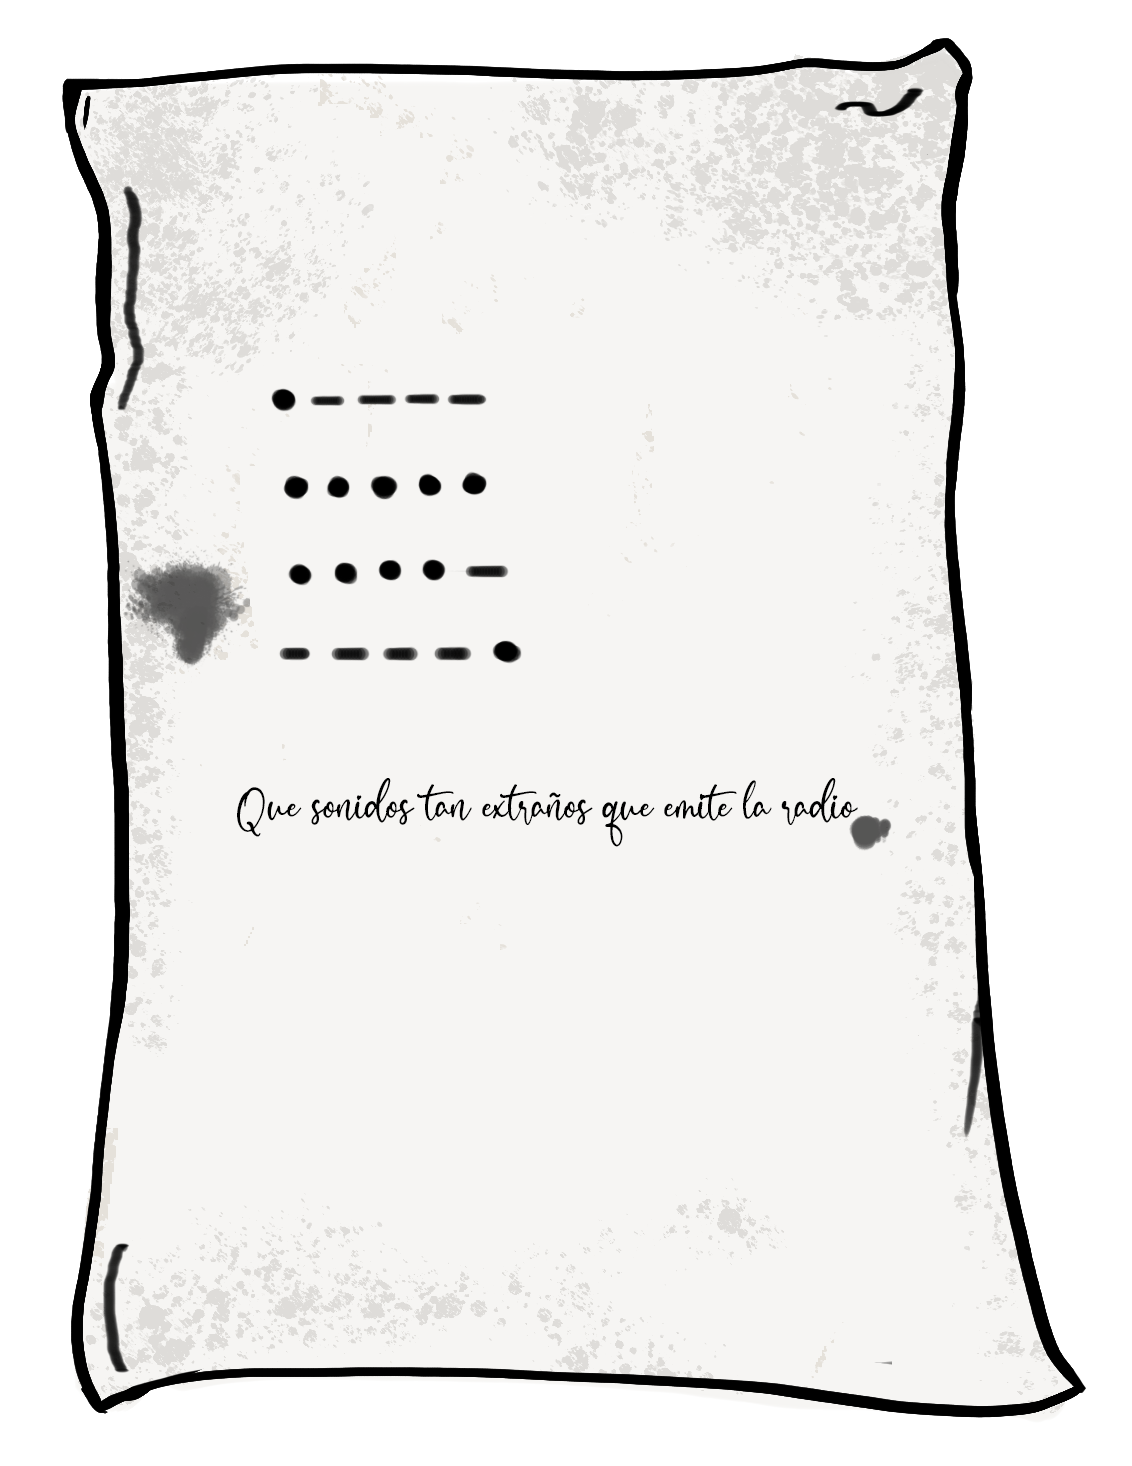 • – – – –
• • • • •
• • • • –
– – – – •
Que sonidos tan extraños que emite la radio